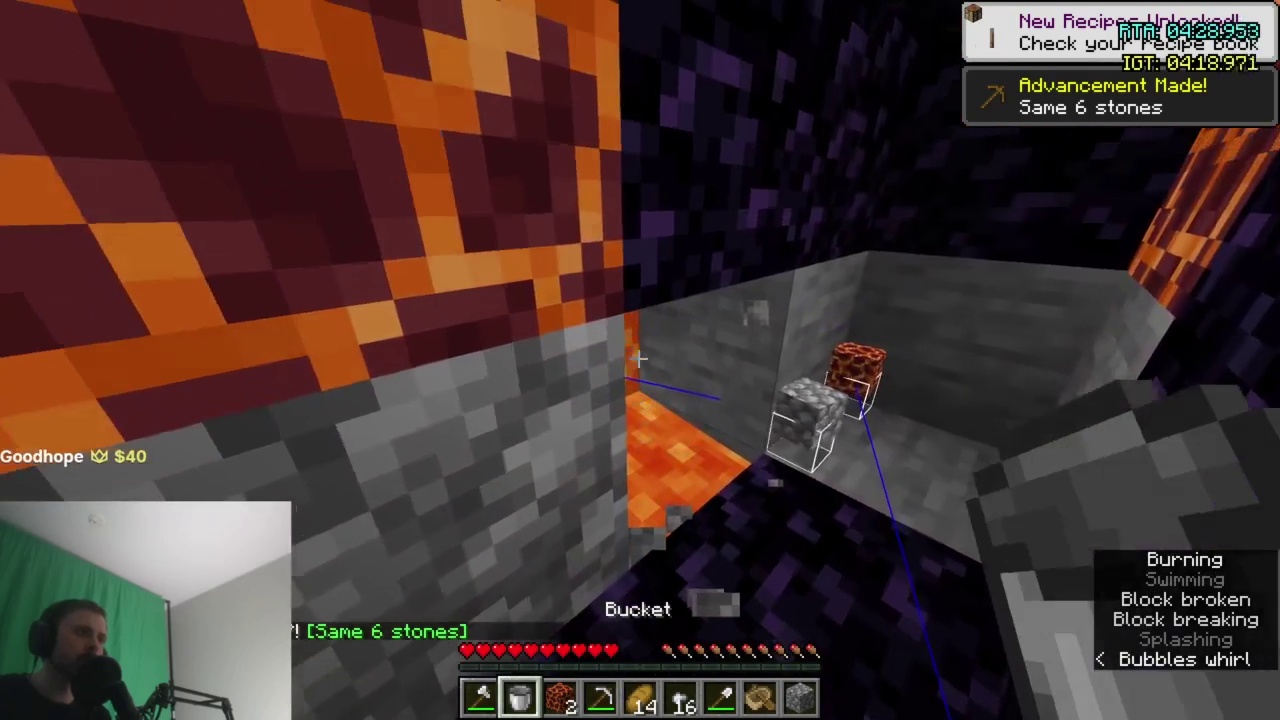 New Recipes Unlocked!
RTA: 04:28.953
Check your recipe book
IGT: 04:18.971
Advancement Made!
Same 6 stones
Goodhope $40
Burning
Swimming
Block broken
Block breaking
Splashing
< Bubbles whirl
Bucket
! [Same 6 stones]
2
14
16